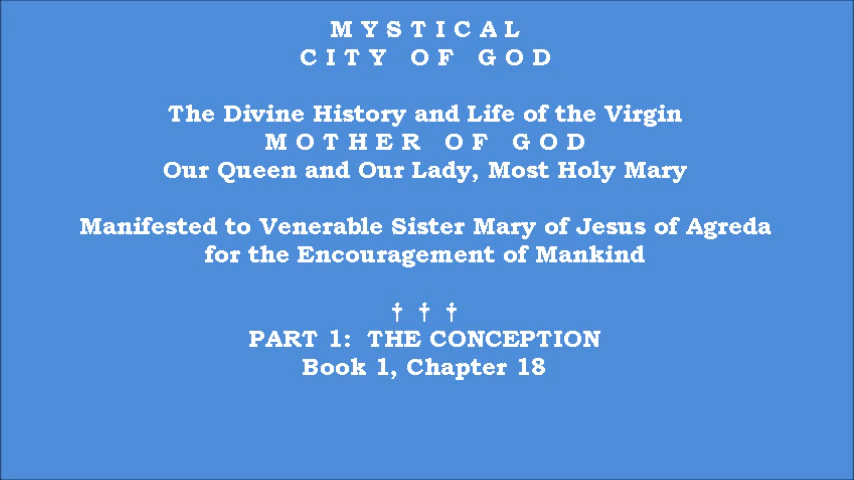 M Y S T I C A L
C I T Y  O F  G O D
The Divine History and Life of the Virgin
M O T H E R  O F  G O D
Our Queen and Our Lady, Most Holy Mary
Manifested to Venerable Sister Mary of Jesus of Agreda
for the Encouragement of Mankind
† † †
PART 1:  THE CONCEPTION
Book 1, Chapter 18